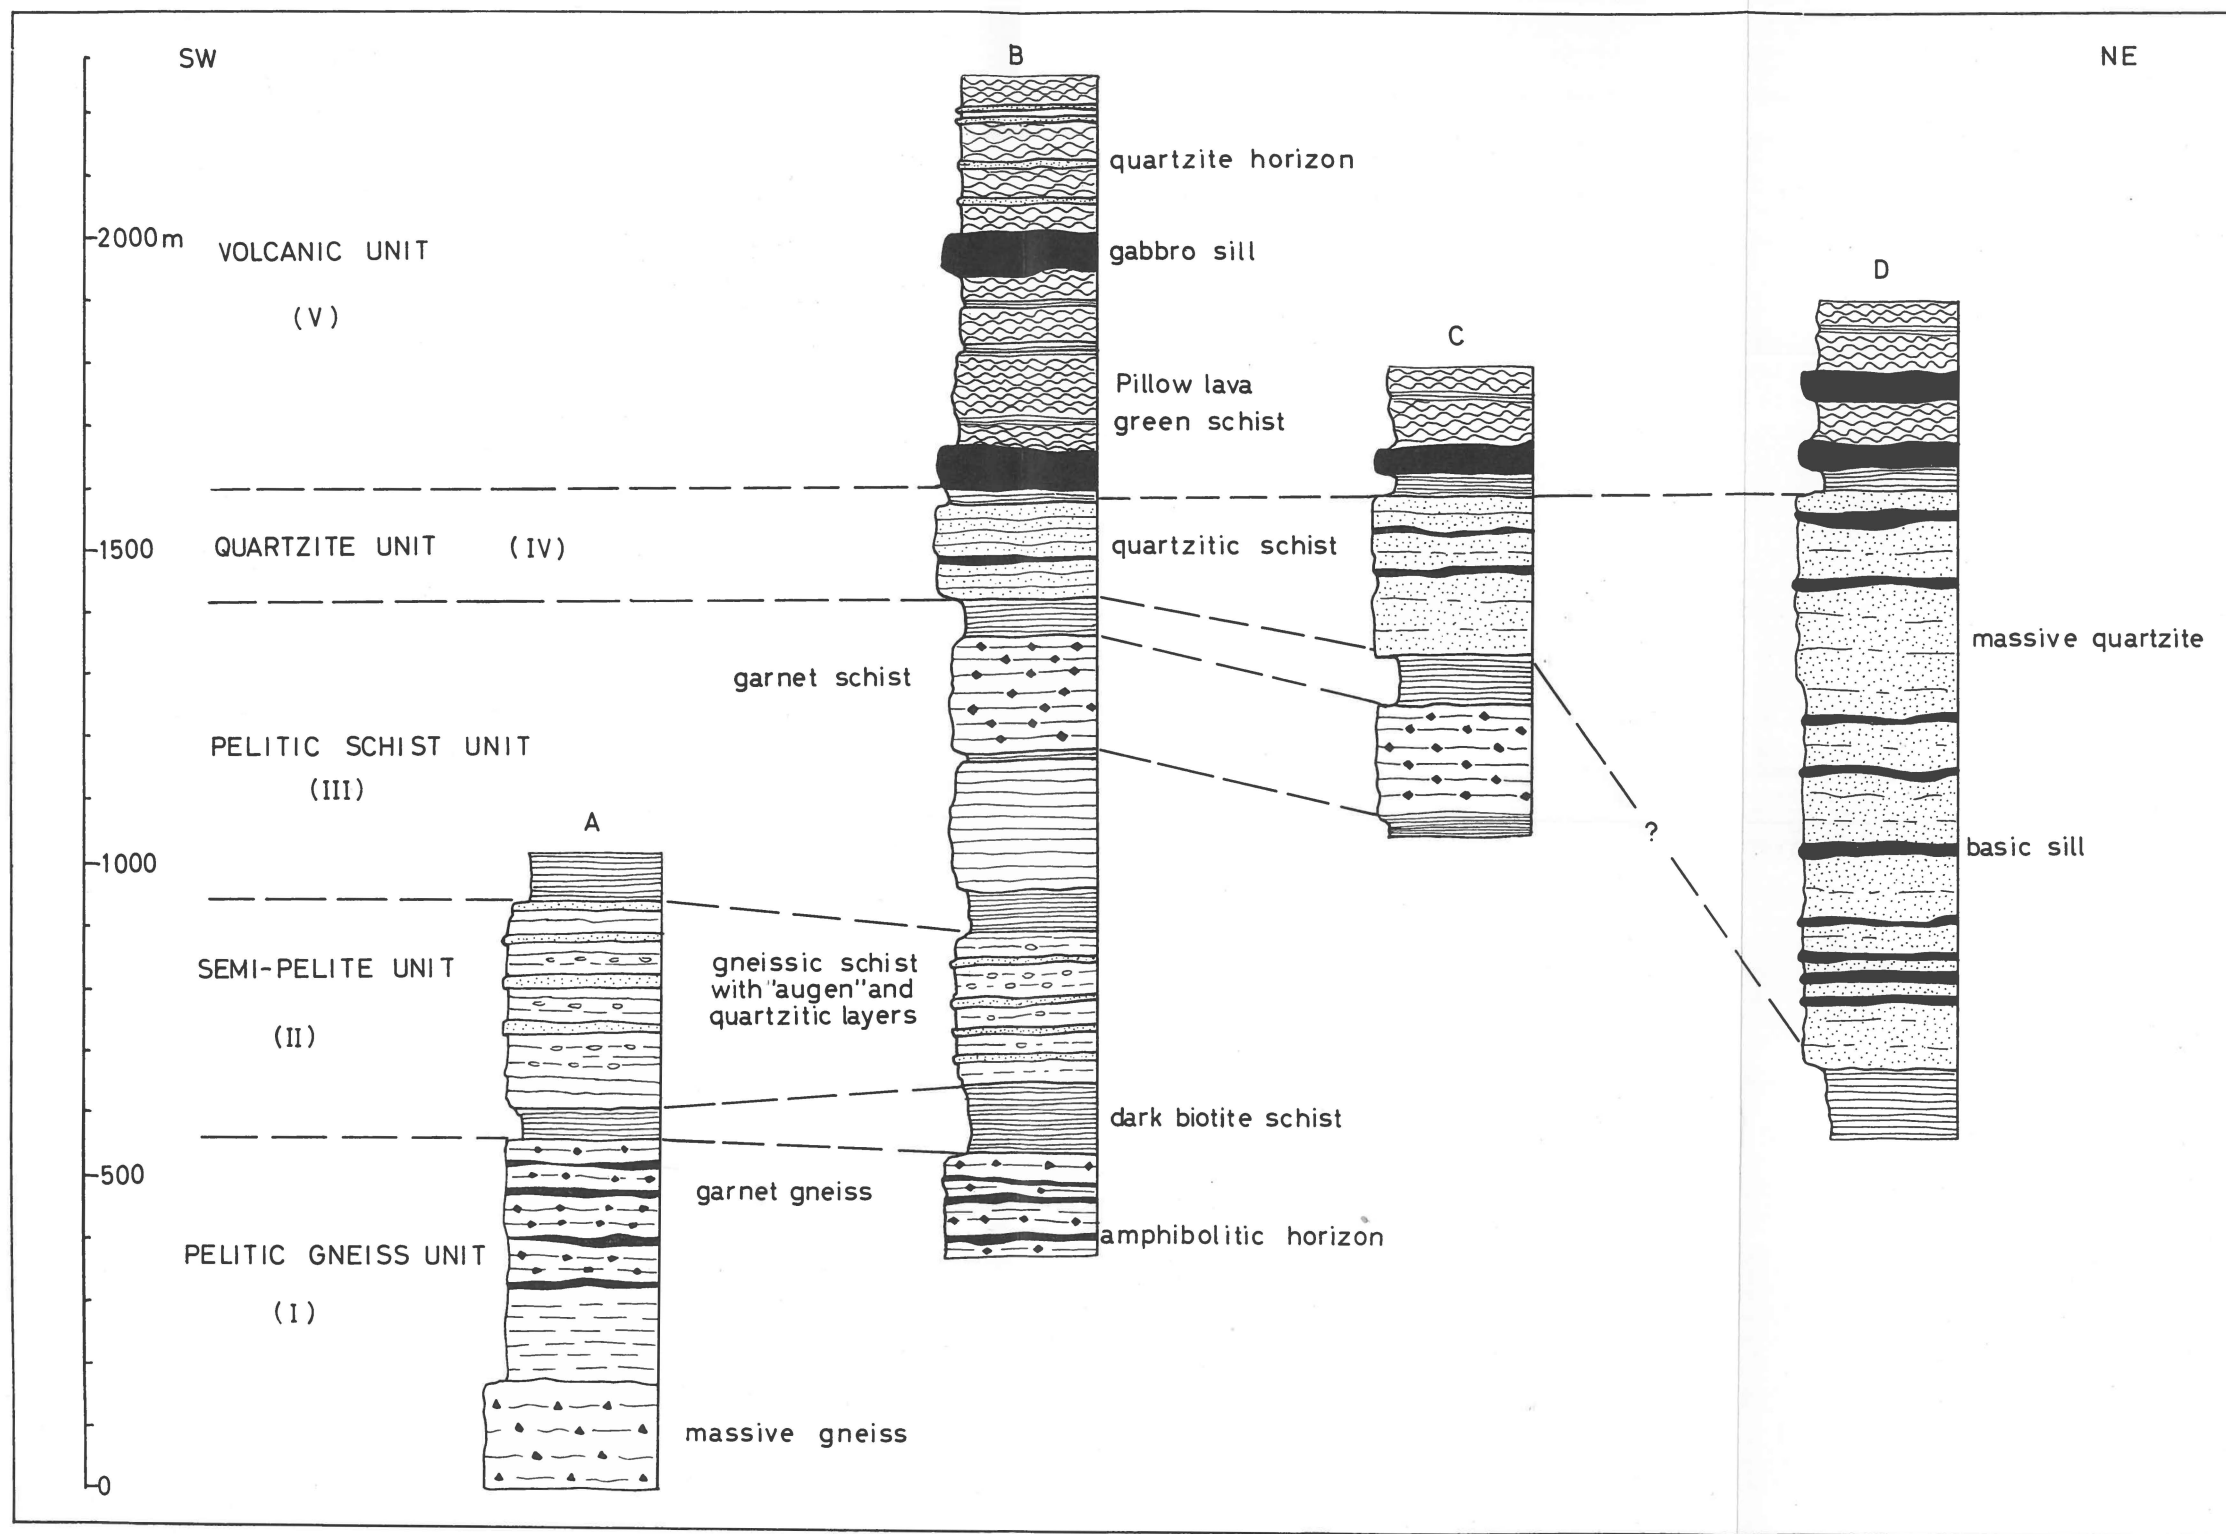 SW
B
NE
quartzite horizon
2000m
VOLCANIC UNIT
gabbro sill
D
(V)
C
Pillow lava
green schist
1500
QUARTZITE UNIT (IV)
quartzitic schist
massive quartzite
garnet schist
PELITIC SCHIST UNIT
(III)
A
?
basic sill
1000
SEMI-PELITE UNIT
gneissic schist
with "augen" and
quartzitic layers
(II)
dark biotite schist
500
garnet gneiss
amphibolitic horizon
PELITIC GNEISS UNIT
(I)
massive gneiss
0